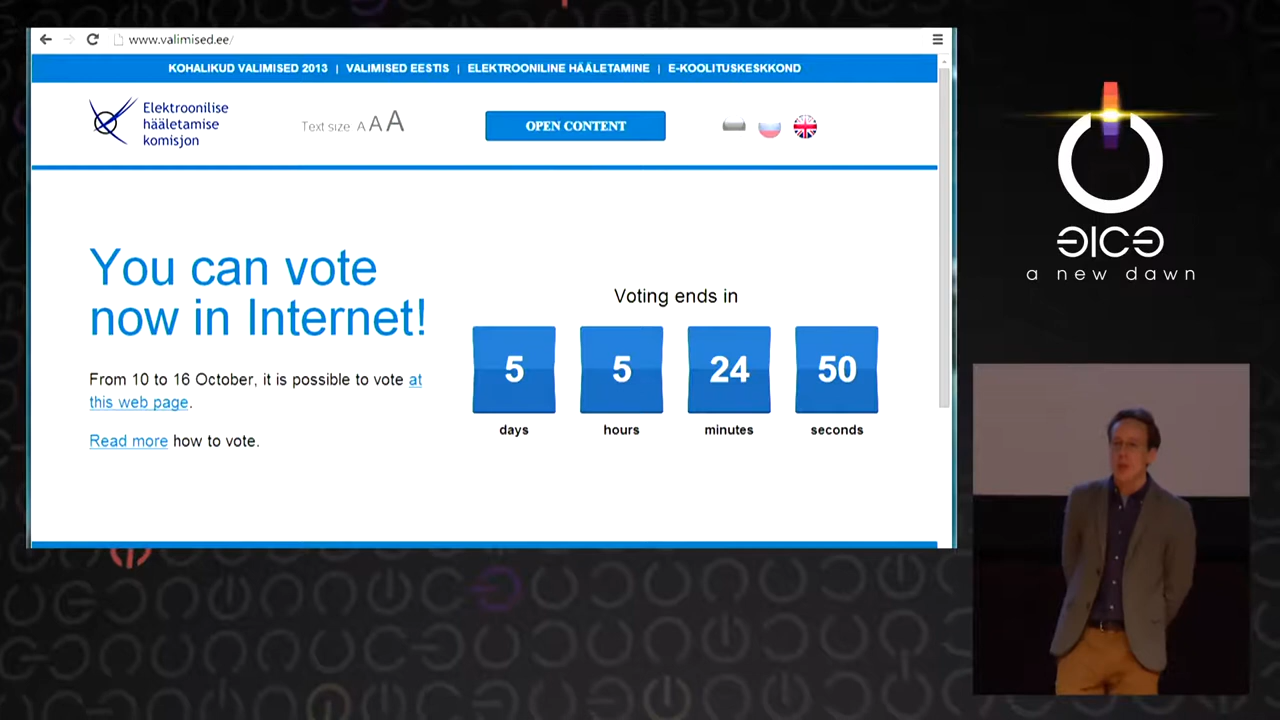 www.valimised.ee/
KOHALIKUD VALIMISED 2013 | VALIMISED EESTIS | ELEKTROONILINE HÄÄLETAMINE | E-KOOLITUSKESKKOND
Elektroonilise
hääletamise
komisjon
Text size A A A
OPEN CONTENT
You can vote
now in Internet!
From 10 to 16 October, it is possible to vote at
this web page.
Read more how to vote.
Voting ends in
5 5 24 50
days hours minutes seconds
a new dawn